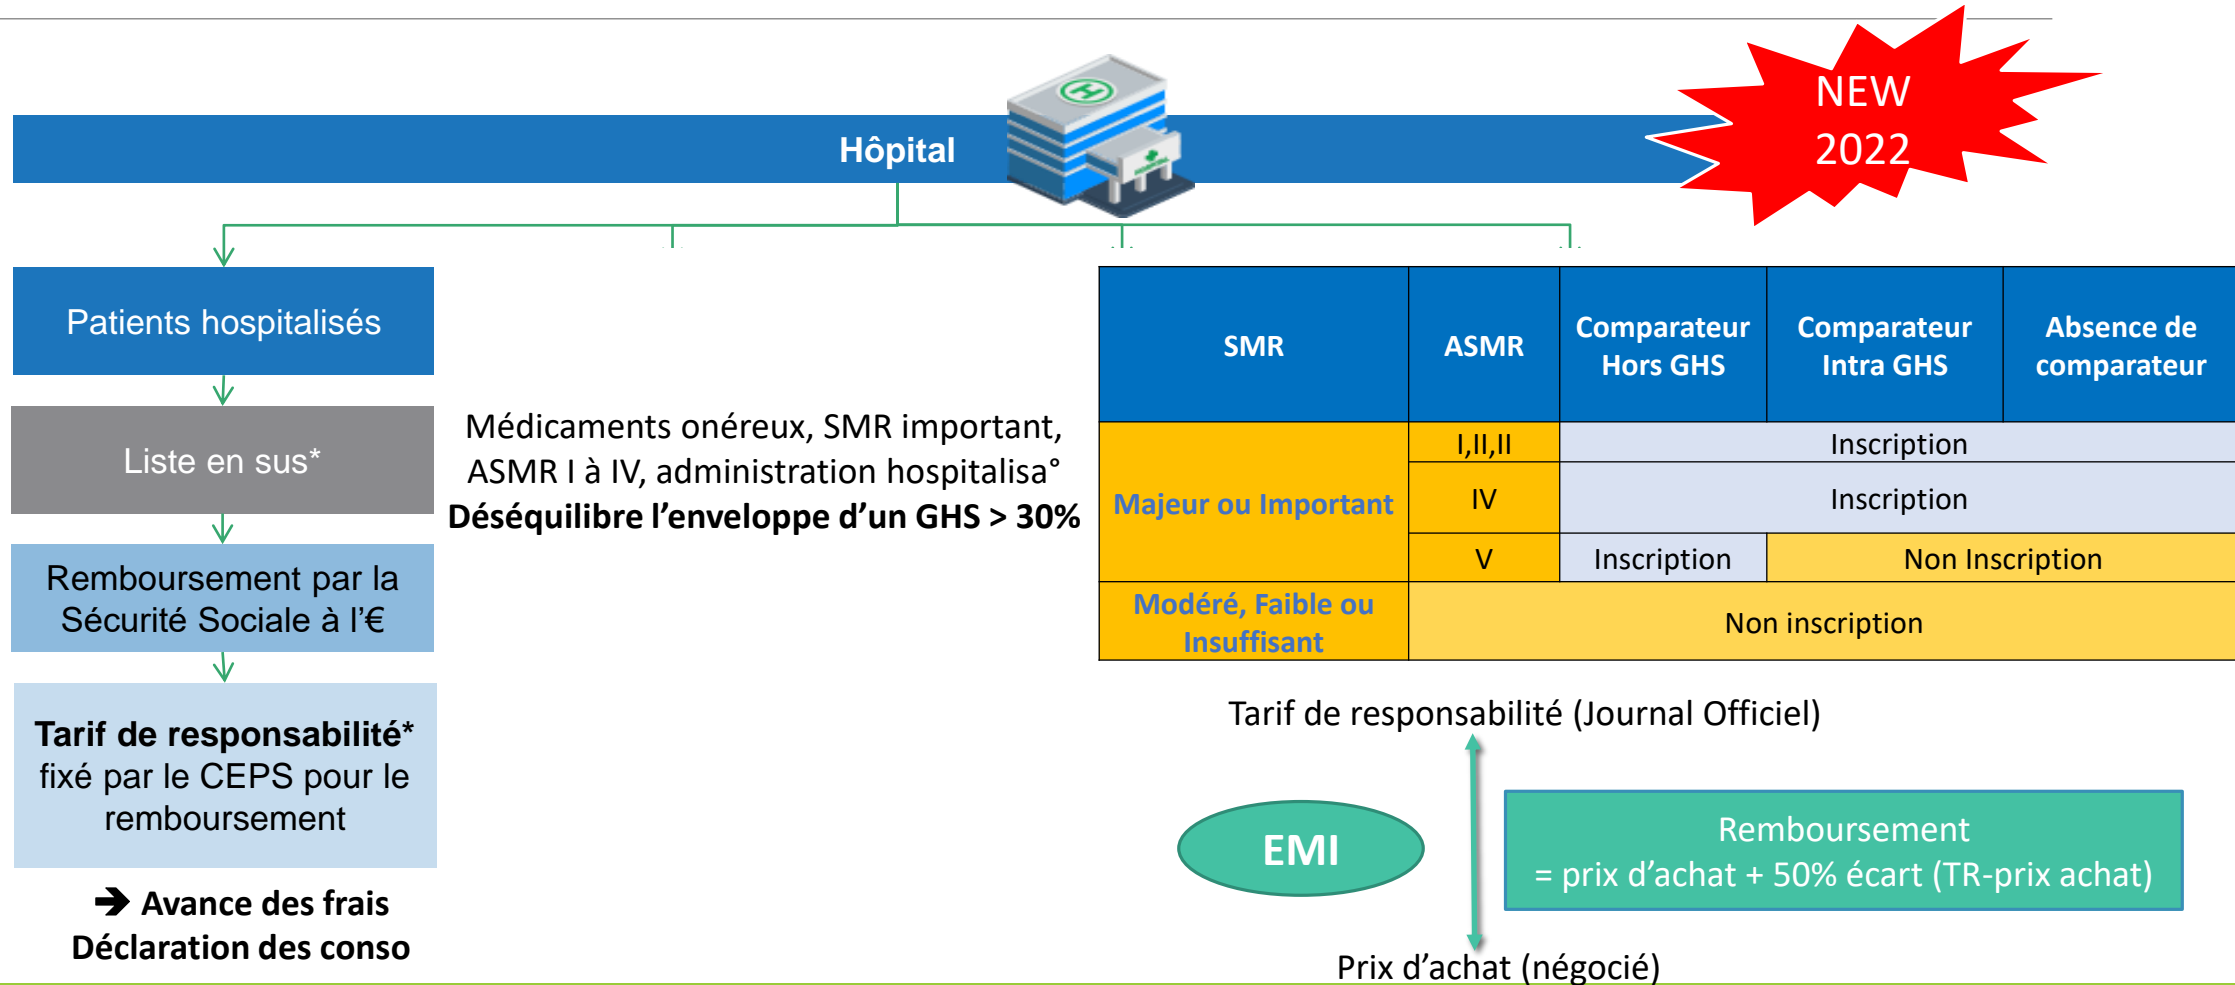 NEW
2022
Hôpital
Patients hospitalisés
Liste en sus*
Remboursement par la
Sécurité Sociale à l'€
Tarif de responsabilité*
fixé par le CEPS pour le
remboursement
➔ Avance des frais
Déclaration des conso
Médicaments onéreux, SMR important,
ASMR I à IV, administration hospitalisa°
Déséquilibre l'enveloppe d'un GHS > 30%
SMR
ASMR
Comparateur
Hors GHS
Comparateur
Intra GHS
Absence de
comparateur
Majeur ou Important
I,II,II
Inscription
IV
Inscription
V
Inscription
Non Inscription
Modéré, Faible ou
Insuffisant
Non inscription
Tarif de responsabilité (Journal Officiel)
EMI
Remboursement
= prix d'achat + 50% écart (TR-prix achat)
Prix d'achat (négocié)